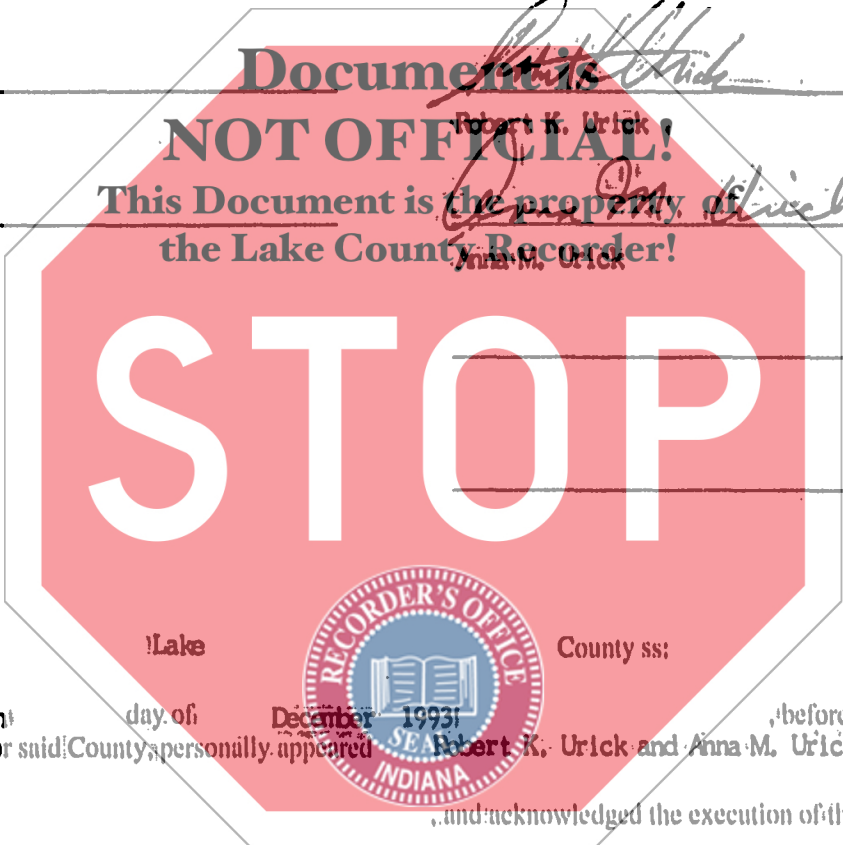 Document is
NOT OFFICIAL!
Robert K. Urick
This Document is the property of
the Lake County Recorder!
Anna M. Urick
STOP
RECORDER'S OFFICE
Lake County ss:
day of December 1993
before
said County, personally appeared Robert K. Urick and Anna M.
SEAL
INDIANA
and acknowledged the execution of